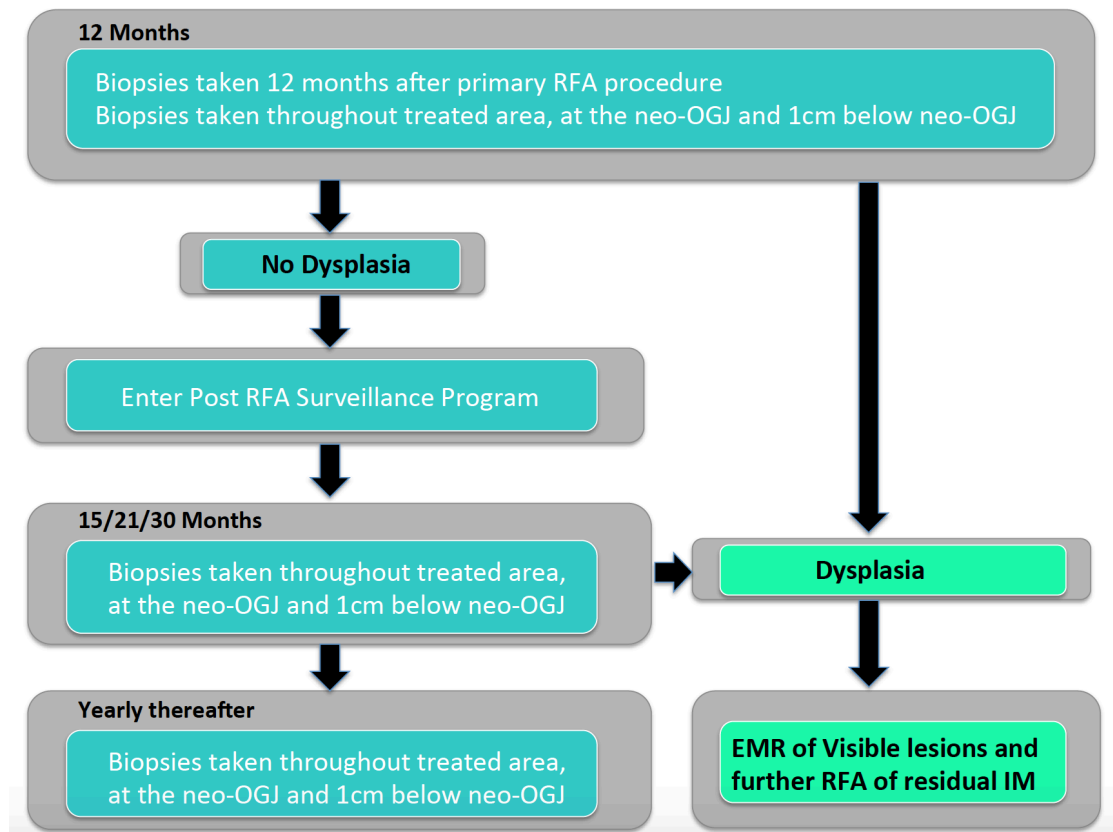 12 Months
Biopsies taken 12 months after primary RFA procedure
Biopsies taken throughout treated area, at the neo-OGJ and 1cm below neo-OGJ
No Dysplasia
Enter Post RFA Surveillance Program
15/21/30 Months
Biopsies taken throughout treated area,
at the neo-OGJ and 1cm below neo-OGJ
Dysplasia
Yearly thereafter
Biopsies taken throughout treated area,
at the neo-OGJ and 1cm below neo-OGJ
EMR of Visible lesions and
further RFA of residual IM